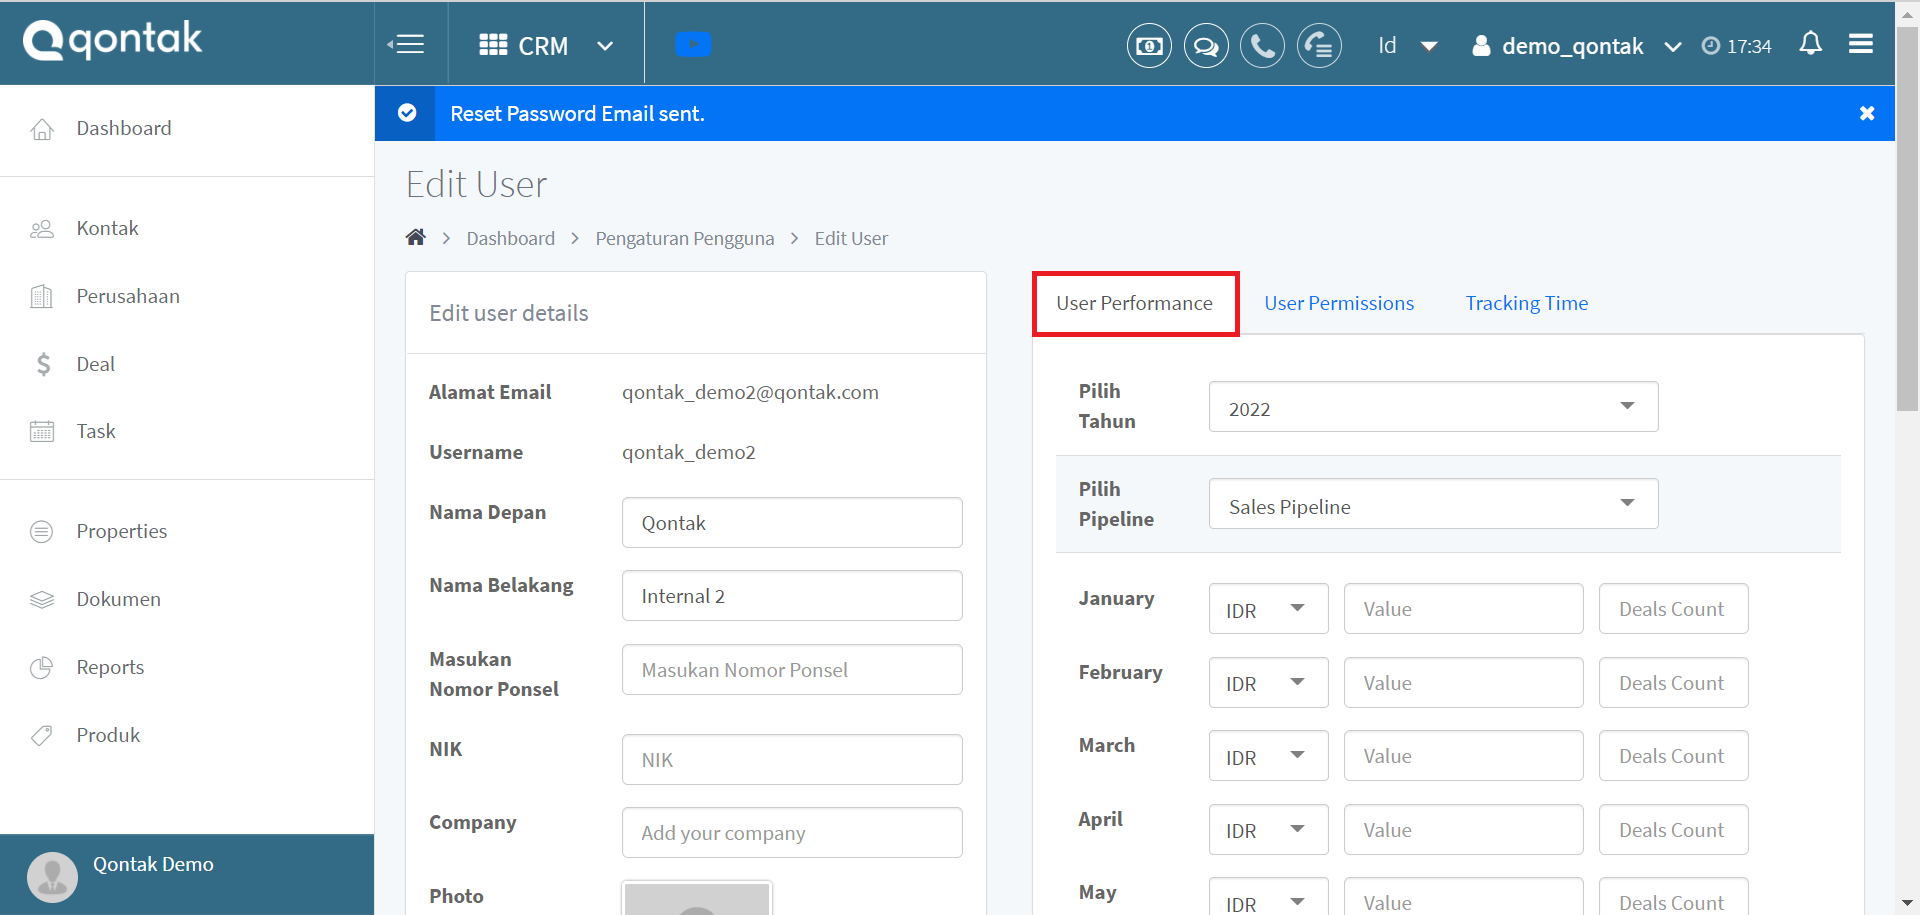 qontak
CRM
Id
demo_qontak
17:34
Dashboard
Kontak
Perusahaan
Deal
Task
Properties
Dokumen
Reports
Produk
Qontak Demo
Reset Password Email sent.
Edit User
Dashboard
Pengaturan Pengguna
Edit User
Edit user details
Alamat Email
qontak_demo2@qontak.com
Username
qontak_demo2
Nama Depan
Qontak
Nama Belakang
Internal 2
Masukan
Nomor Ponsel
Masukan Nomor Ponsel
NIK
NIK
Company
Add your company
Photo
User Performance
User Permissions
Tracking Time
Pilih
Tahun
2022
Pilih
Pipeline
Sales Pipeline
January
IDR
Value
Deals Count
February
IDR
Value
Deals Count
March
IDR
Value
Deals Count
April
IDR
Value
Deals Count
May
IDR
Value
Deals Count